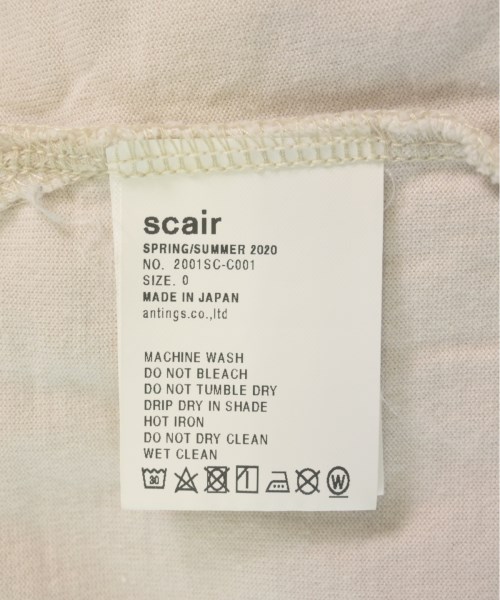 scair
SPRING/SUMMER 2020
NO. 2001SC-C001
SIZE. 0
MADE IN JAPAN
antings.co.,ltd
MACHINE WASH
DO NOT BLEACH
DO NOT TUMBLE DRY
DRIP DRY IN SHADE
HOT IRON
DO NOT DRY CLEAN
WET CLEAN
30 W